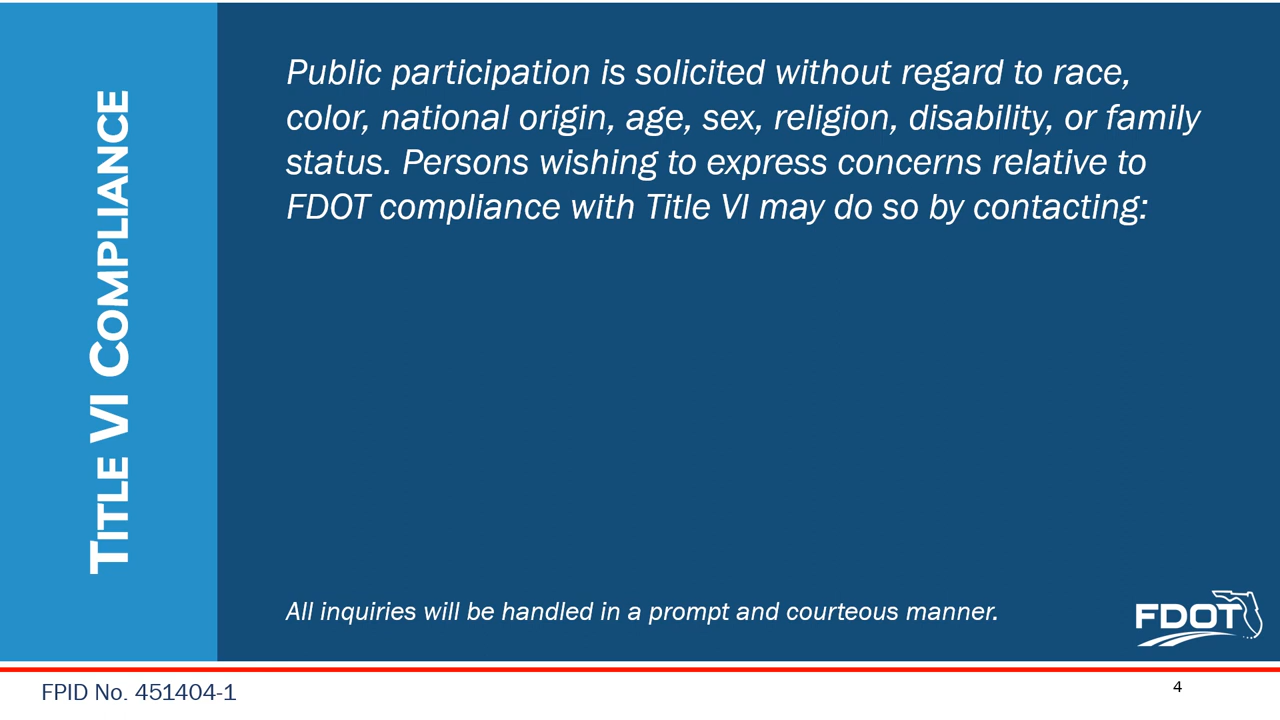 TITLE VI COMPLIANCE
Public participation is solicited without regard to race,
color, national origin, age, sex, religion, disability, or family
status. Persons wishing to express concerns relative to
FDOT compliance with Title VI may do so by contacting:
All inquiries will be handled in a prompt and courteous manner.
FDOT
FPID No. 451404-1
4